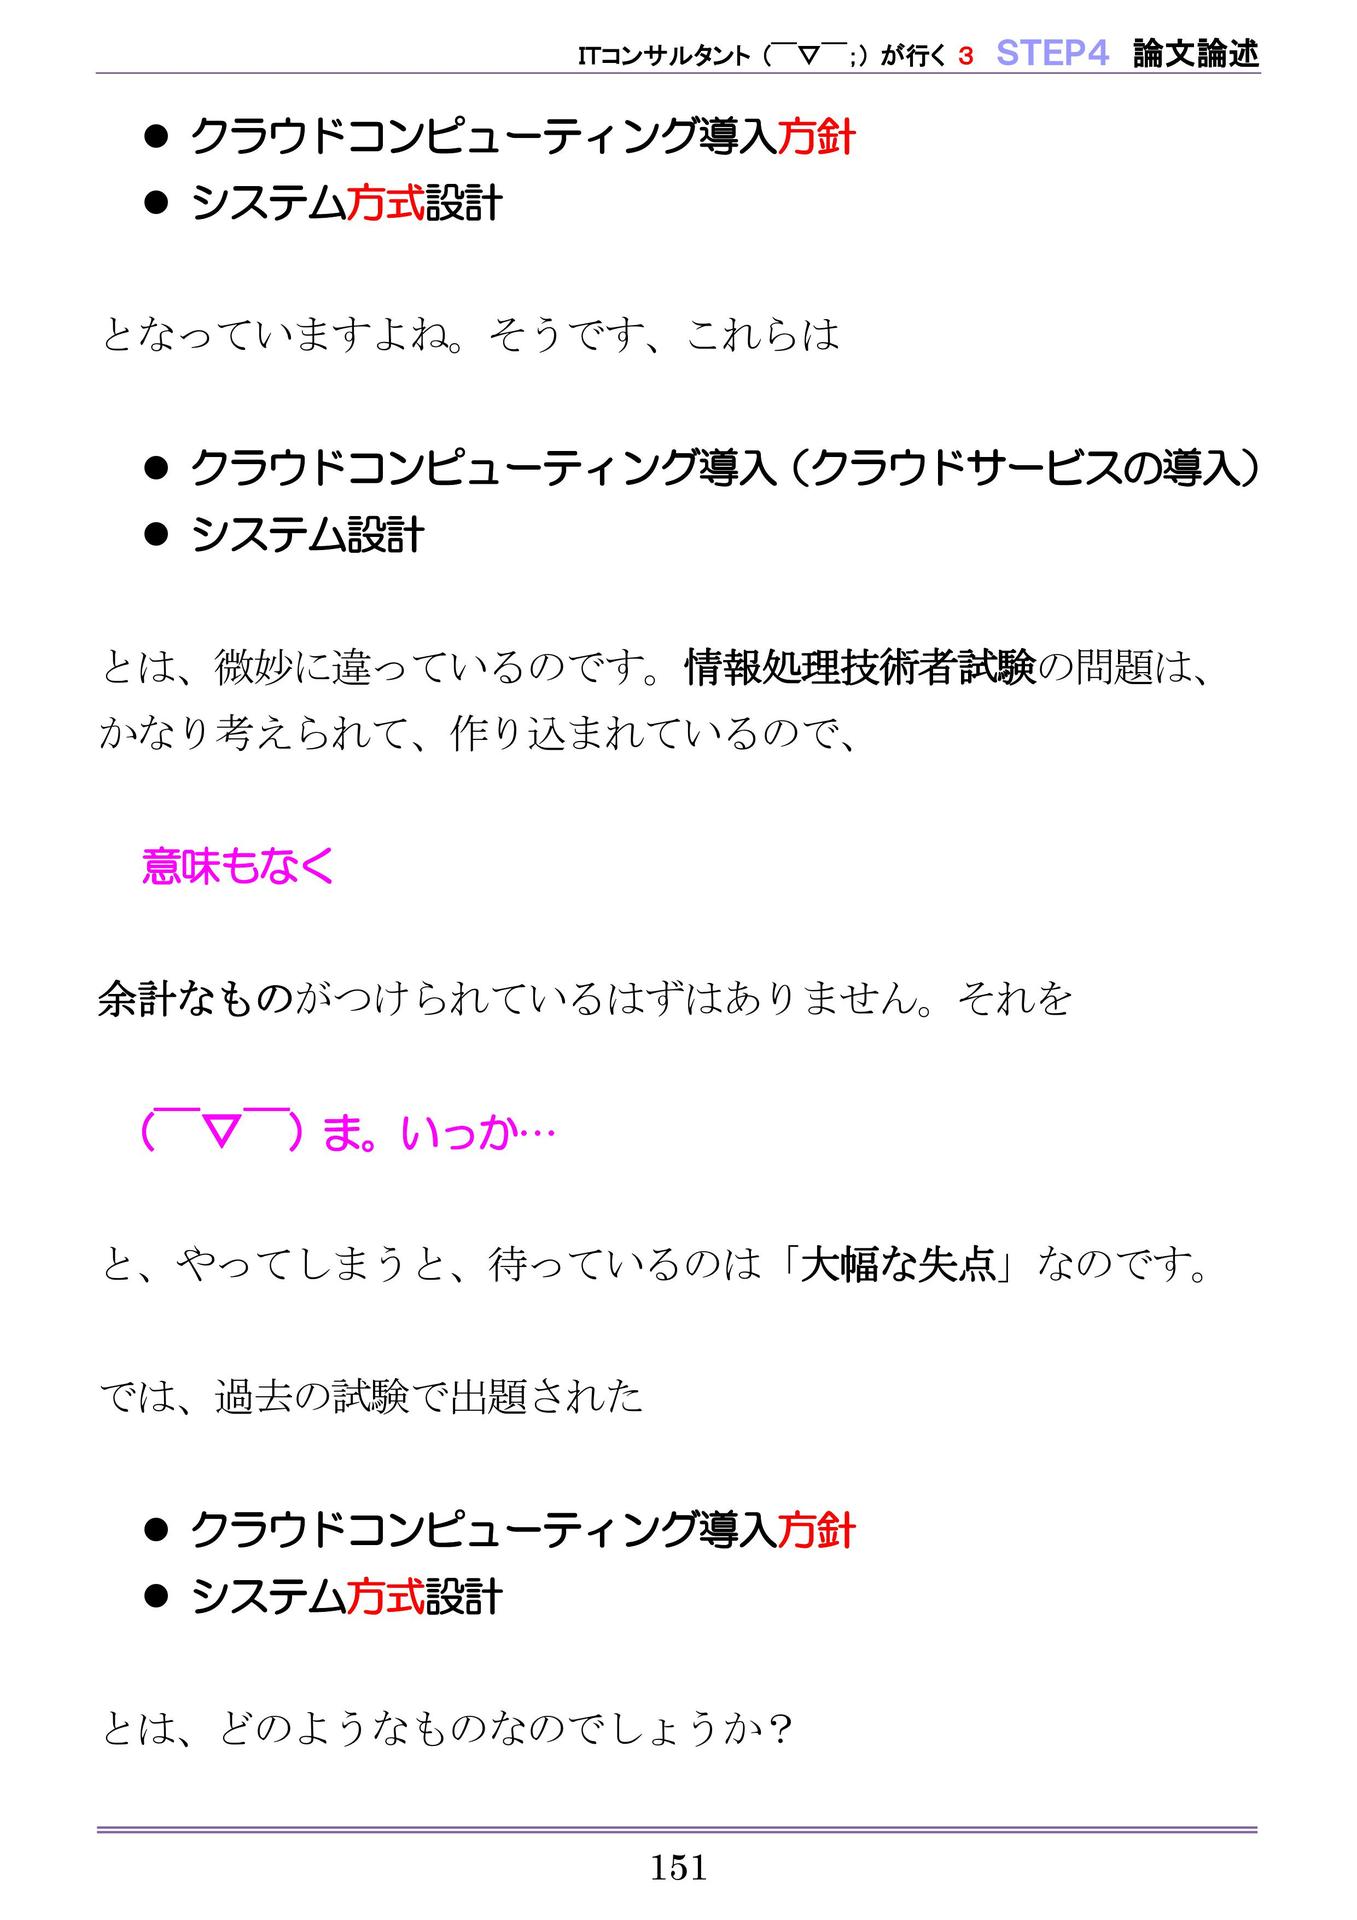 ITコンサルタント（￣▽￣；）が行く 3 STEP4 論文論述
● クラウドコンピューティング導入方針
● システム方式設計
となっていますよね。そうです、これらは
● クラウドコンピューティング導入（クラウドサービスの導入）
● システム設計
とは、微妙に違っているのです。情報処理技術者試験の問題は、
かなり考えられて、作り込まれているので、
意味もなく
余計なものがつけられているはずはありません。それを
（￣▽￣）ま。いっか…
と、やってしまうと、待っているのは「大幅な失点」なのです。
では、過去の試験で出題された
● クラウドコンピューティング導入方針
● システム方式設計
とは、どのようなものなのでしょうか？
151